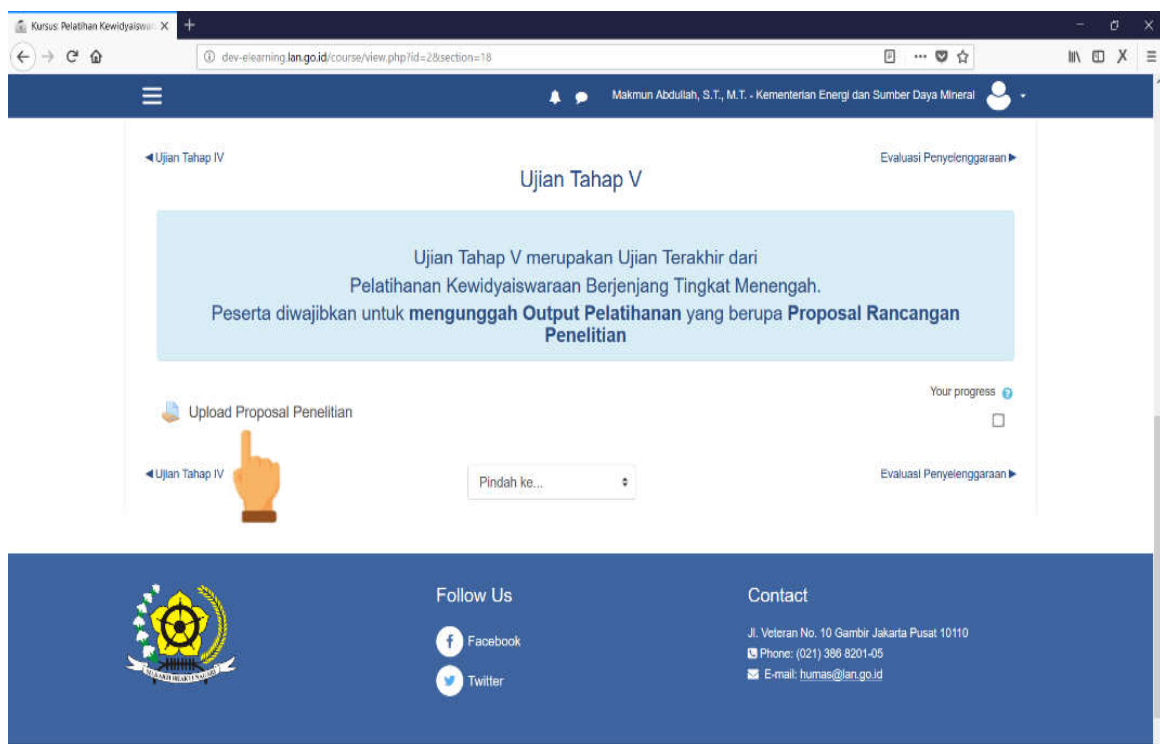 Kursus: Pelatihan Kewidyaiswar
dev-elearning.lan.go.id/course/view.php?id=2&section=18
Makmun Abdullah, S.T., M.T. - Kementerian Energi dan Sumber Daya Mineral
◀Ujian Tahap IV
Evaluasi Penyelenggaraan▶
Ujian Tahap V
Ujian Tahap V merupakan Ujian Terakhir dari
Pelatihanan Kewidyaiswaraan Berjenjang Tingkat Menengah.
Peserta diwajibkan untuk mengunggah Output Pelatihanan yang berupa Proposal Rancangan
Penelitian
Your progress
Upload Proposal Penelitian
◀Ujian Tahap IV
Pindah ke...
Evaluasi Penyelenggaraan▶
Follow Us
Facebook
Twitter
Contact
Jl. Veteran No. 10 Gambir Jakarta Pusat 10110
Phone: (021) 386 8201-05
E-mail: humas@lan.go.id